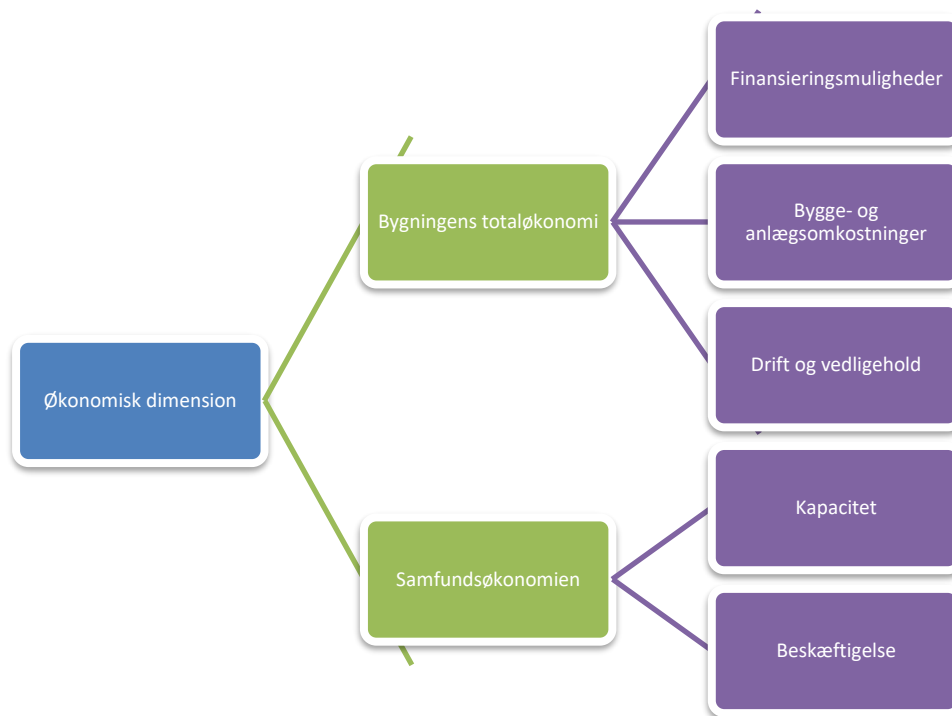 Økonomisk dimension
Bygningens totaløkonomi
Finansieringsmuligheder
Bygge- og
anlægsomkostninger
Drift og vedligehold
Samfundsøkonomien
Kapacitet
Beskæftigelse